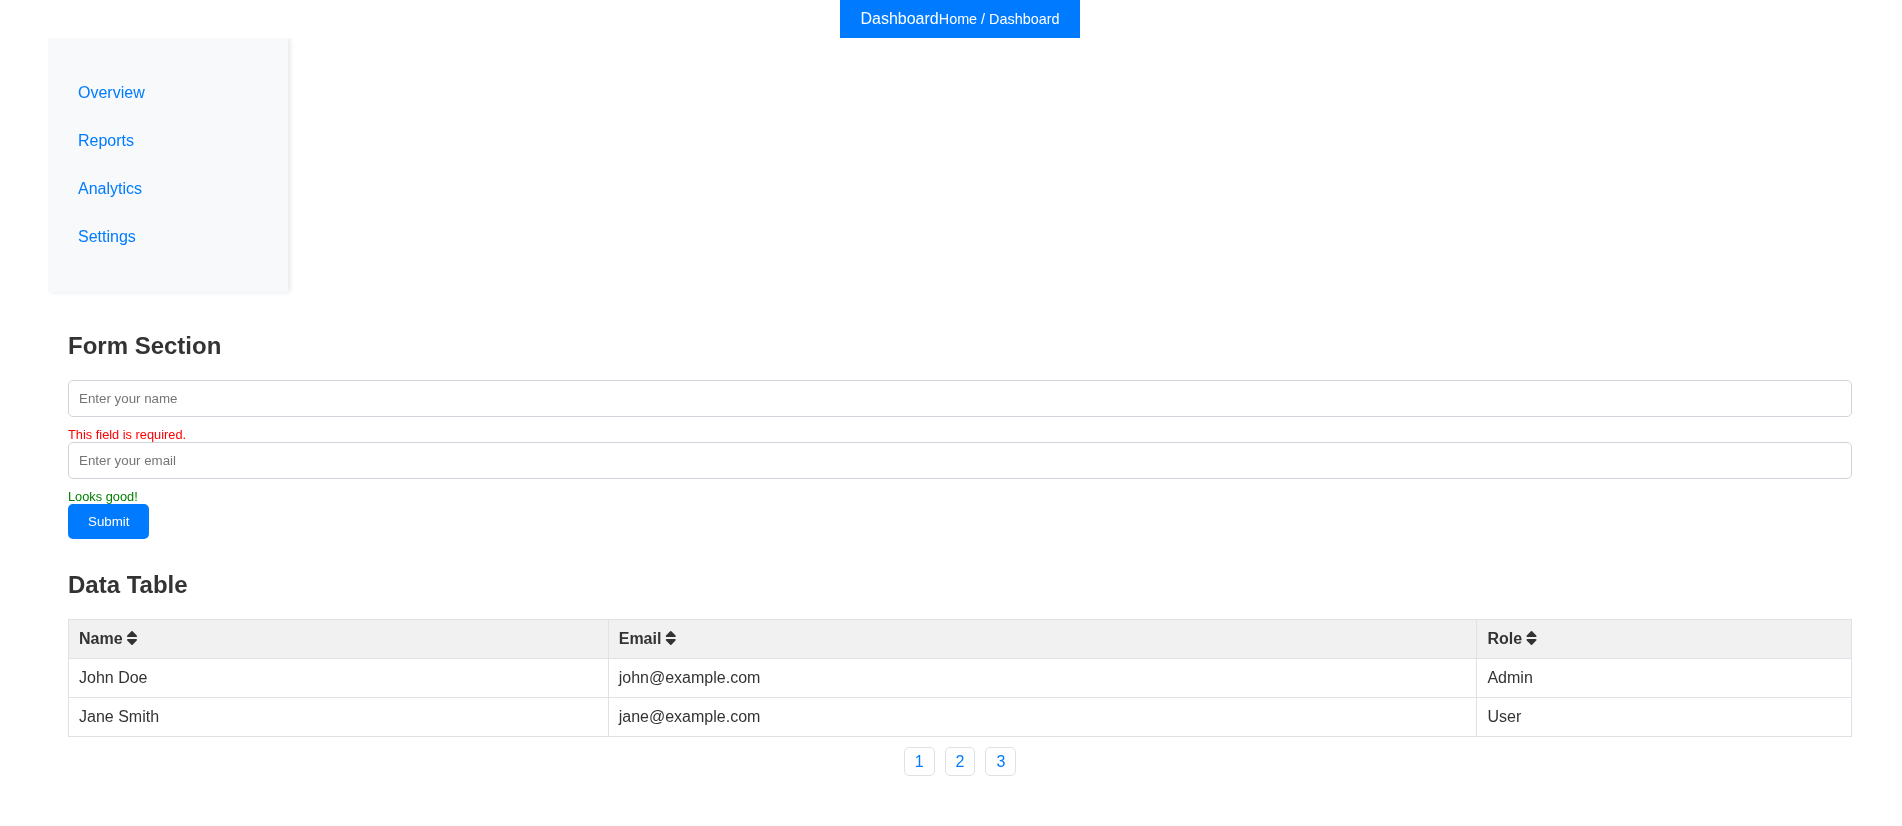 DashboardHome / Dashboard
Overview
Reports
Analytics
Settings
Form Section
Enter your name
This field is required.
Enter your email
Looks good!
Submit
Data Table
Name Email Role
John Doe john@example.com Admin
Jane Smith jane@example.com User
1 2 3